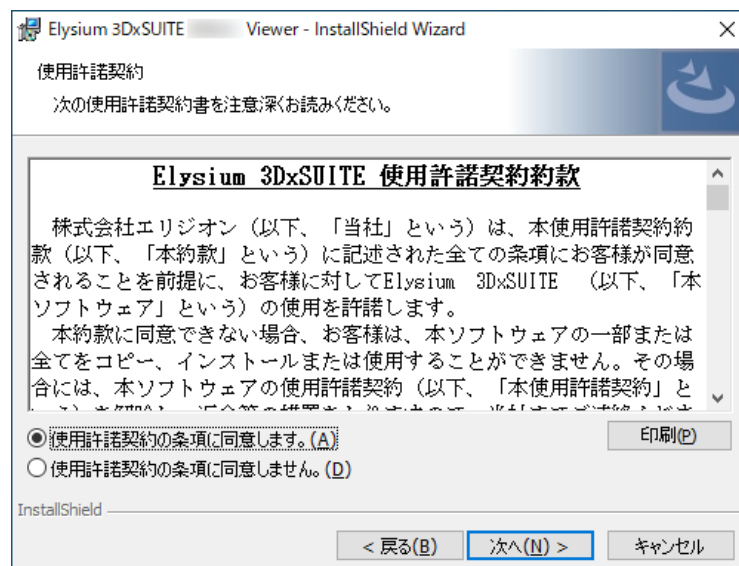 Elysium 3DxSUITE Viewer - InstallShield Wizard
使用許諾契約
次の使用許諾契約書を注意深くお読みください。
Elysium 3DxSUITE 使用許諾契約約款
株式会社エリジオン（以下、「当社」という）は、本使用許諾契約約
款（以下、「本約款」という）に記述された全ての条項にお客様が同意
されることを前提に、お客様に対してElysium 3DxSUITE （以下、「本
ソフトウェア」という）の使用を許諾します。
本約款に同意できない場合、お客様は、本ソフトウェアの一部または
全てをコピー、インストールまたは使用することができません。その場
合には、本ソフトウェアの使用許諾契約（以下、「本使用許諾契約」と
使用許諾契約の条項に同意します。(A)
印刷(P)
使用許諾契約の条項に同意しません。(D)
InstallShield
< 戻る(B)
次へ(N) >
キャンセル